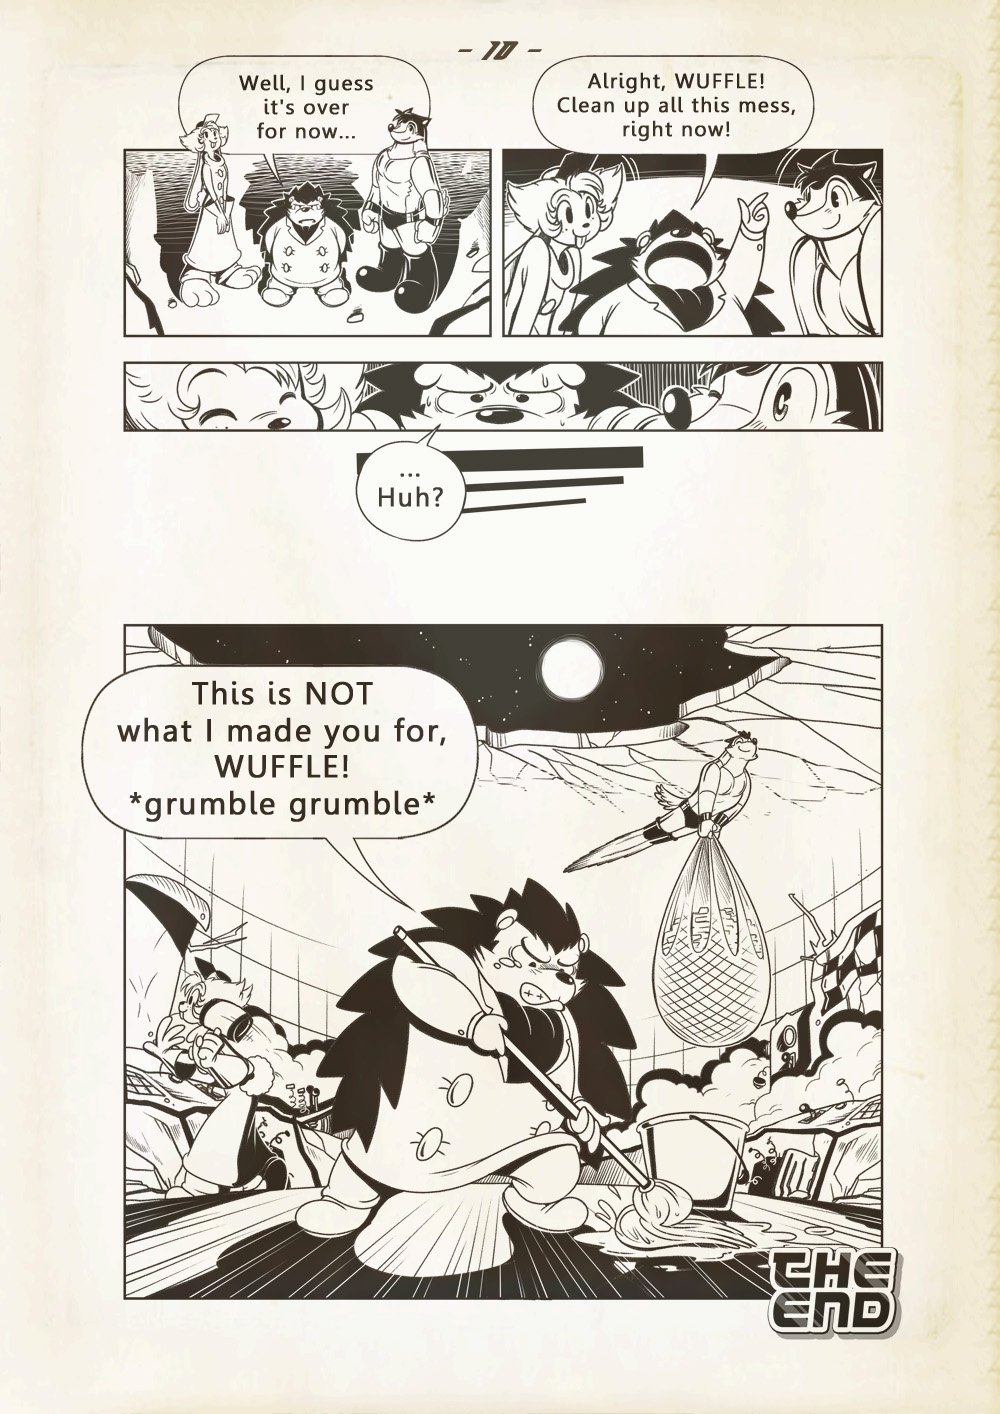 - 10 -
Well, I guess
it's over
for now...
Alright, WUFFLE!
Clean up all this mess,
right now!
...
Huh?
This is NOT
what I made you for,
WUFFLE!
*grumble grumble*
THE
END